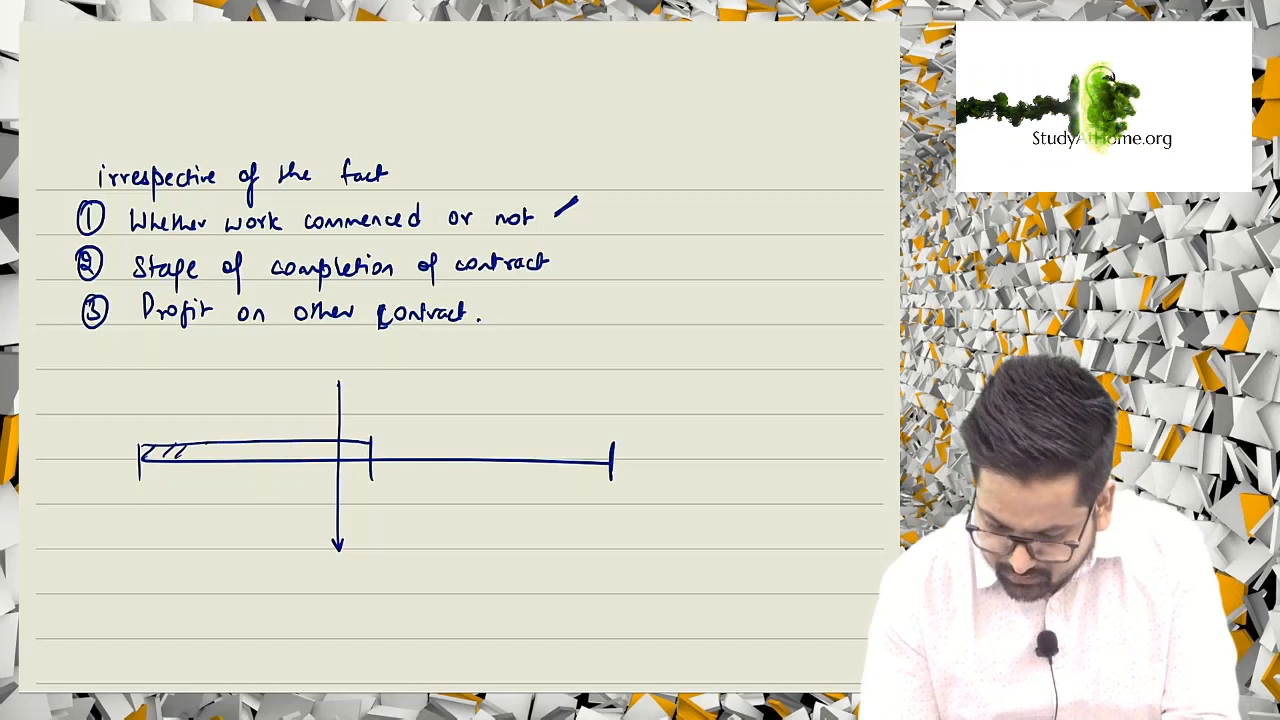 irrespective of the fact
① Whether work commenced or not
② Stage of completion of contract
③ Profit on other contract.
StudyAtHome.org